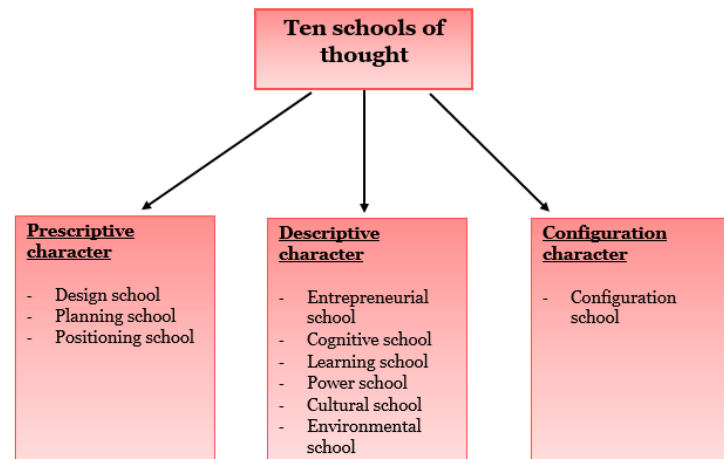 Ten schools of
thought
Prescriptive
character
- Design school
- Planning school
- Positioning school
Descriptive
character
- Entrepreneurial
school
- Cognitive school
- Learning school
- Power school
- Cultural school
- Environmental
school
Configuration
character
- Configuration
school